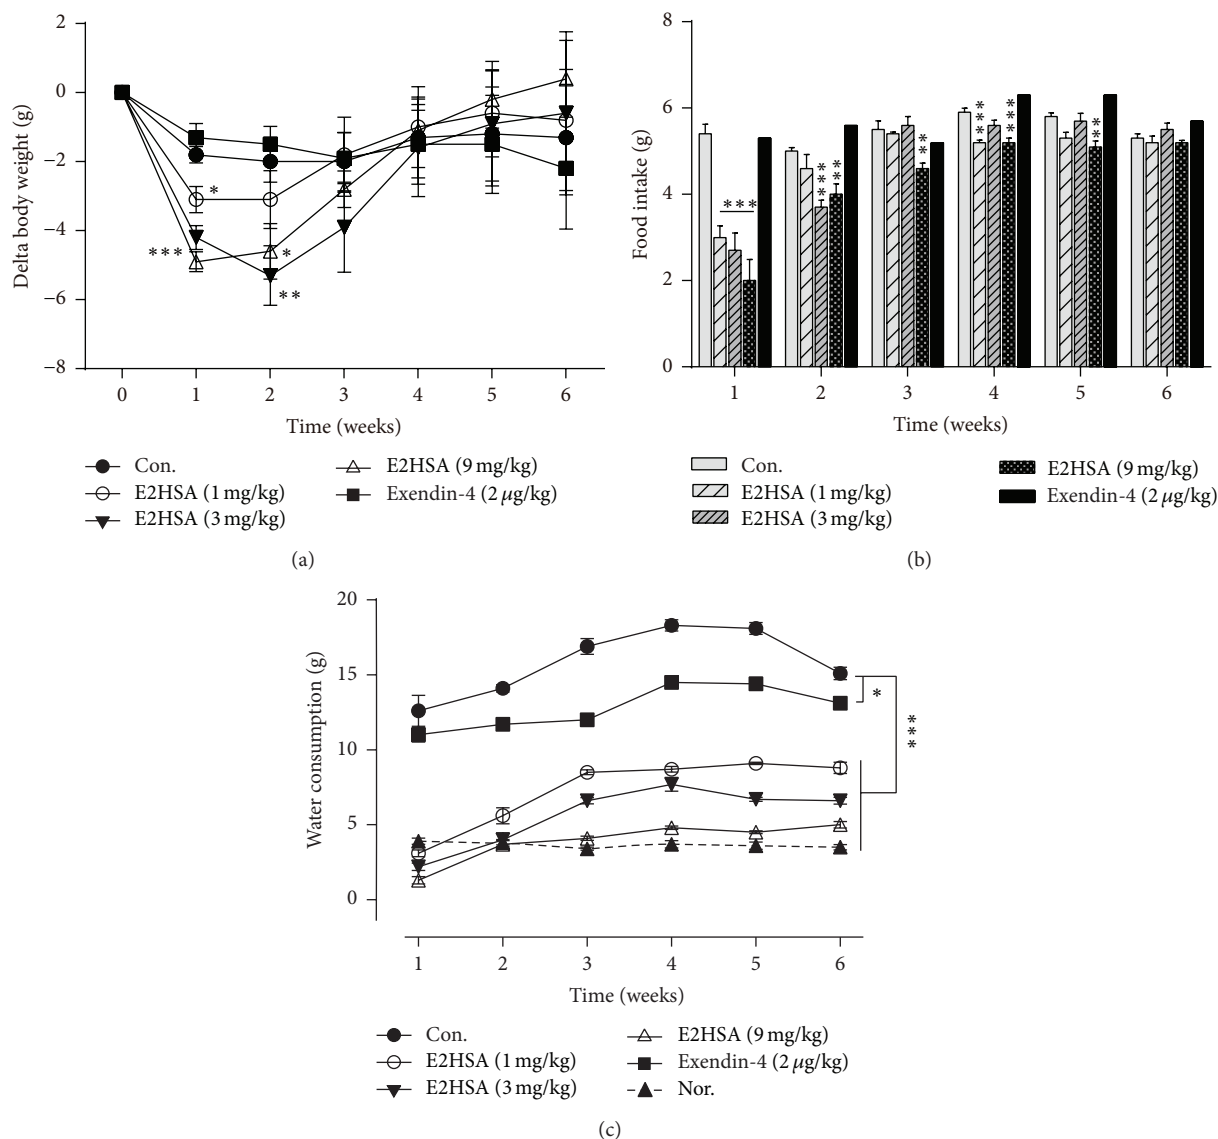 2
0
−2
−4
−6
−8
Delta body weight (g)
*
***
*
**
0 1 2 3 4 5 6
Time (weeks)
Con.
E2HSA (1 mg/kg)
E2HSA (3 mg/kg)
E2HSA (9 mg/kg)
Exendin-4 (2 μg/kg)
(a)
8
6
4
2
0
Food intake (g)
***
***
**
**
***
***
**
1 2 3 4 5 6
Time (weeks)
Con.
E2HSA (1 mg/kg)
E2HSA (3 mg/kg)
E2HSA (9 mg/kg)
Exendin-4 (2 μg/kg)
(b)
20
15
10
5
0
Water consumption (g)
*
***
1 2 3 4 5 6
Time (weeks)
Con.
E2HSA (1 mg/kg)
E2HSA (3 mg/kg)
E2HSA (9 mg/kg)
Exendin-4 (2 μg/kg)
Nor.
(c)